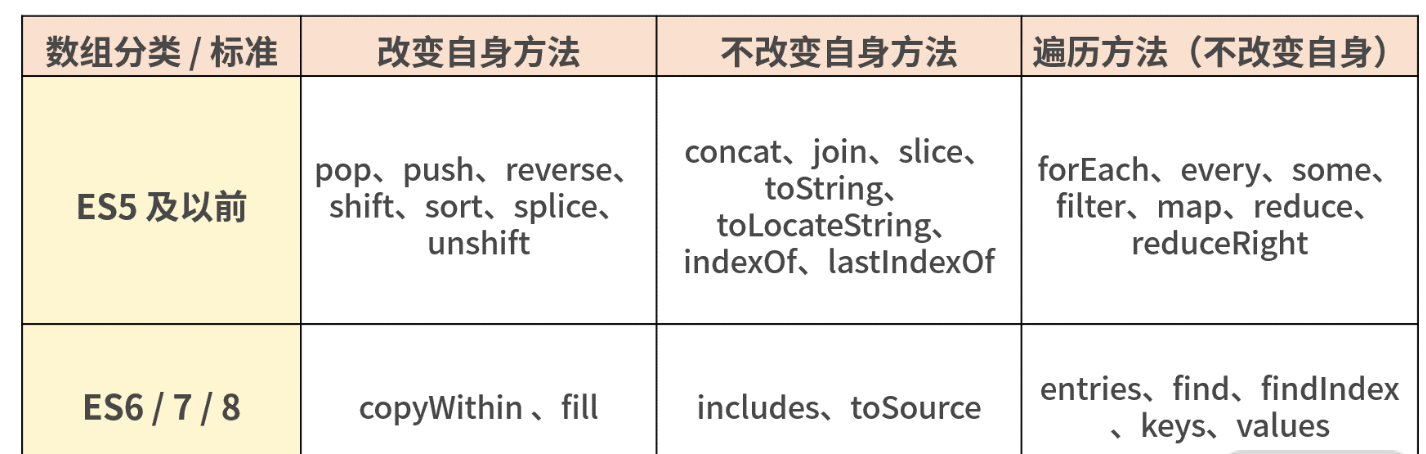 数组分类 / 标准
改变自身方法
不改变自身方法
遍历方法（不改变自身）
ES5 及以前
pop、push、reverse、
shift、sort、splice、
unshift
concat、join、slice、
toString、
toLocateString、
indexOf、lastIndexOf
forEach、every、some、
filter、map、reduce、
reduceRight
ES6 / 7 / 8
copyWithin 、fill
includes、toSource
entries、find、findIndex
、keys、values